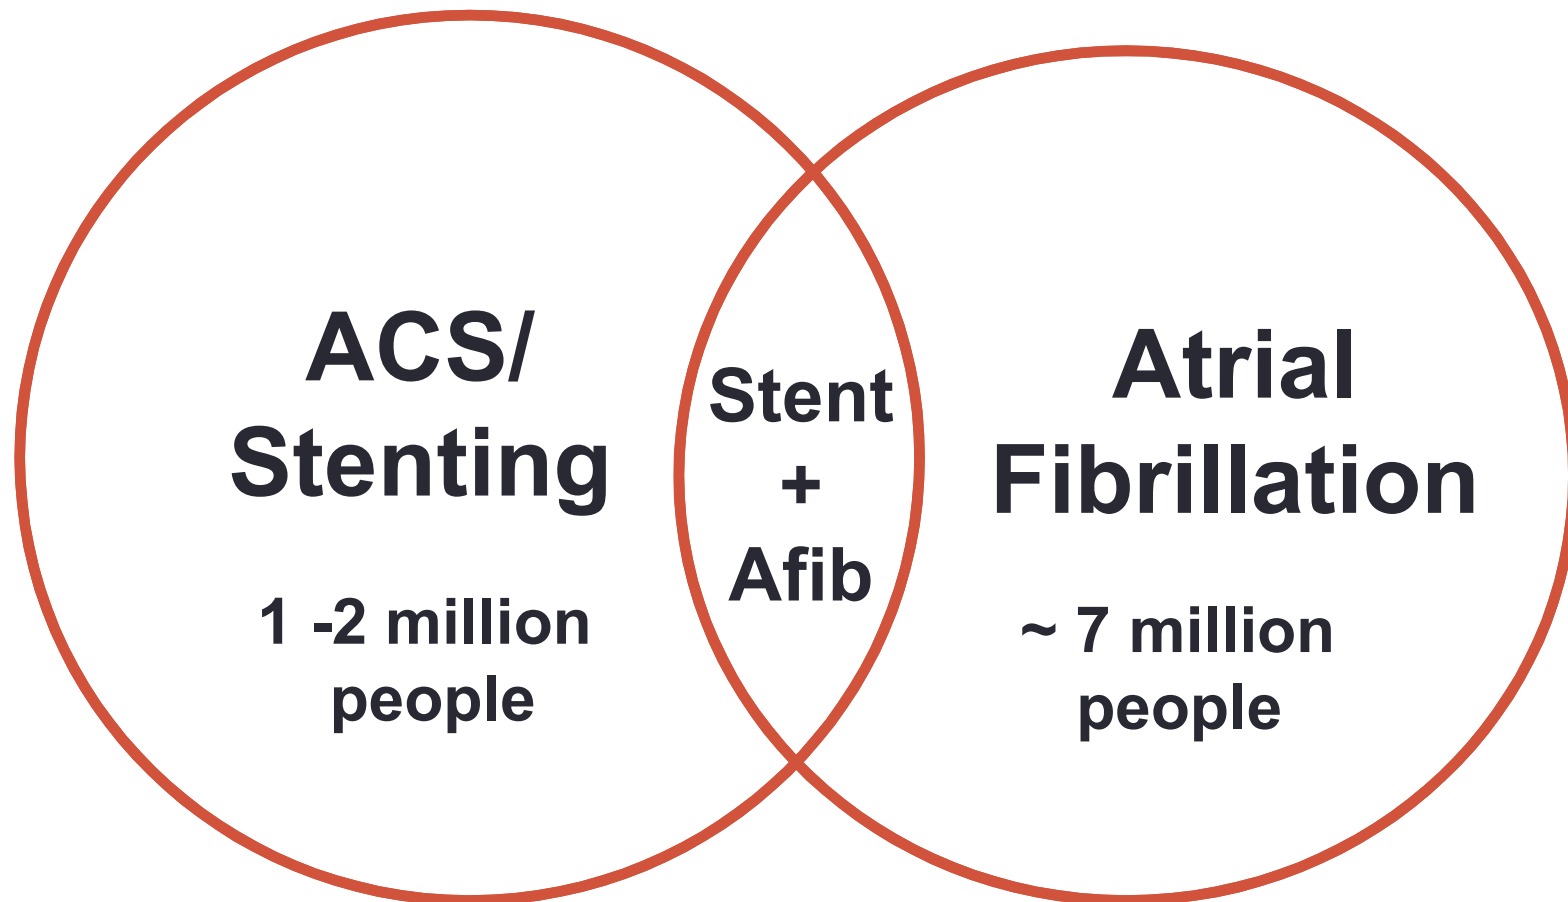 ACS/
Stenting
1 -2 million
people
Stent
+
Afib
Atrial
Fibrillation
~ 7 million
people